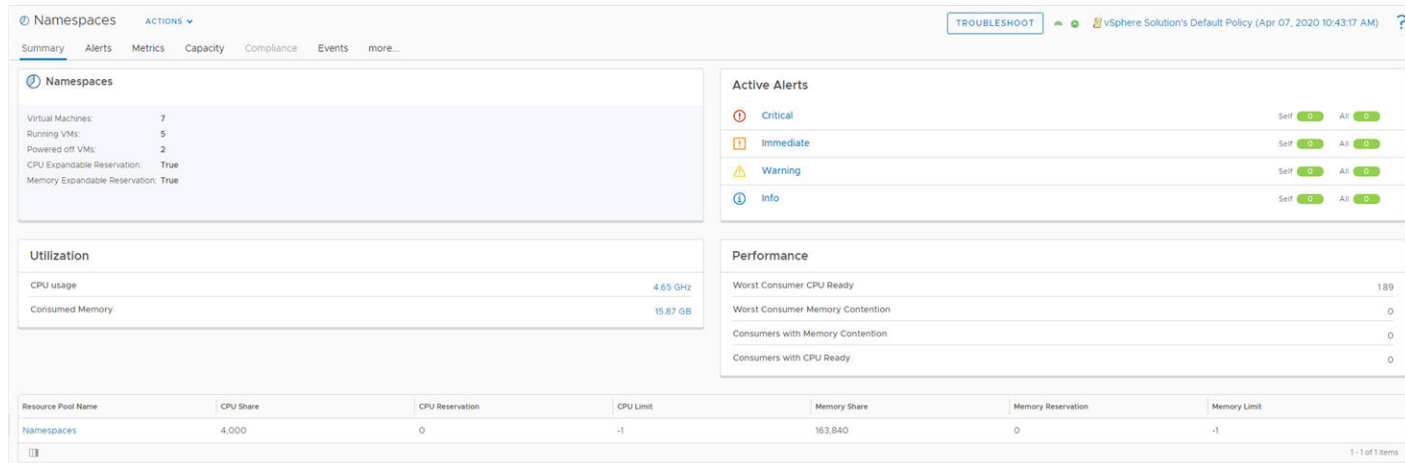 Namespaces ACTIONS
TROUBLESHOOT vSphere Solution's Default Policy (Apr 07, 2020 10:43:17 AM) ?
Summary Alerts Metrics Capacity Compliance Events more...
Namespaces
Virtual Machines: 7
Running VMs: 5
Powered off VMs: 2
CPU Expandable Reservation: True
Memory Expandable Reservation: True
Active Alerts
Critical Self 0 All 0
Immediate Self 0 All 0
Warning Self 0 All 0
Info Self 0 All 0
Utilization
CPU usage 4.65 GHz
Consumed Memory 15.87 GB
Performance
Worst Consumer CPU Ready 1.89
Worst Consumer Memory Contention 0
Consumers with Memory Contention 0
Consumers with CPU Ready 0
Resource Pool Name CPU Share CPU Reservation CPU Limit Memory Share Memory Reservation Memory Limit
Namespaces 4,000 0 -1 163,840 0 -1
1 - 1 of 1 items